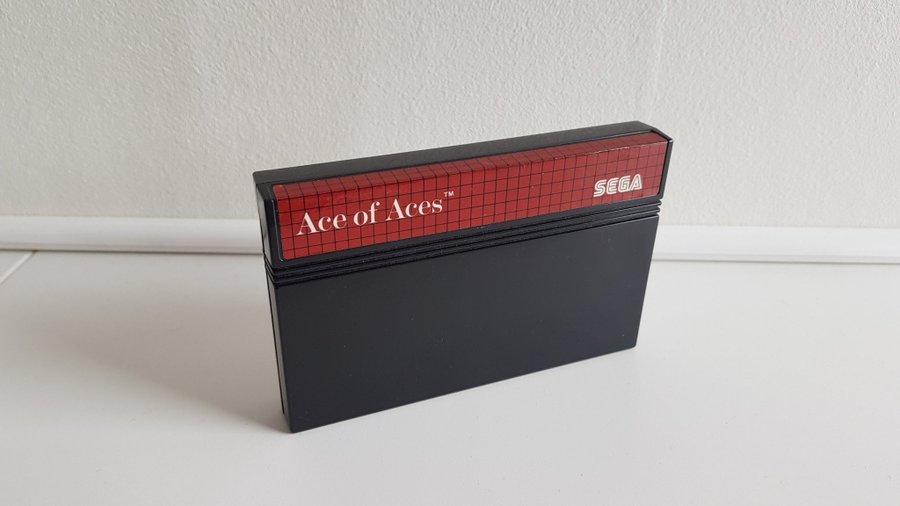 Ace of Aces™
SEGA